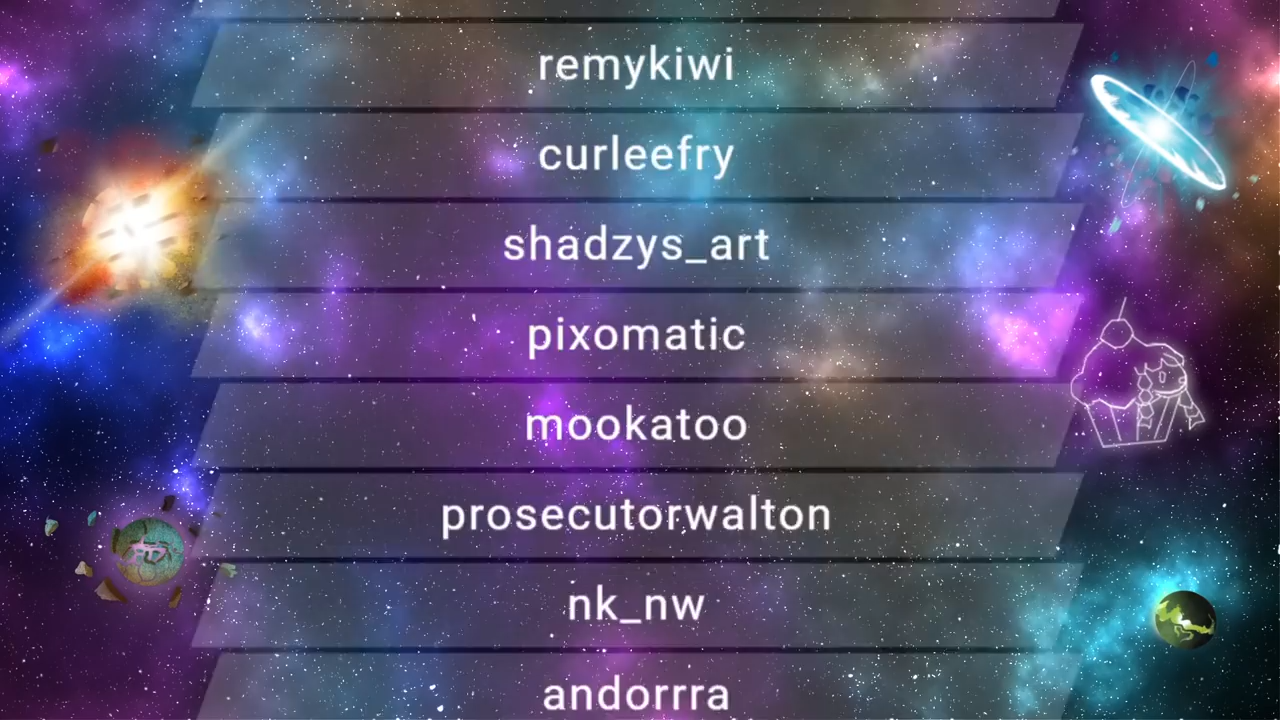 remykiwi
curleefry
shadzys_art
pixomatic
mookatoo
prosecutorwalton
nk_nw
andorrra